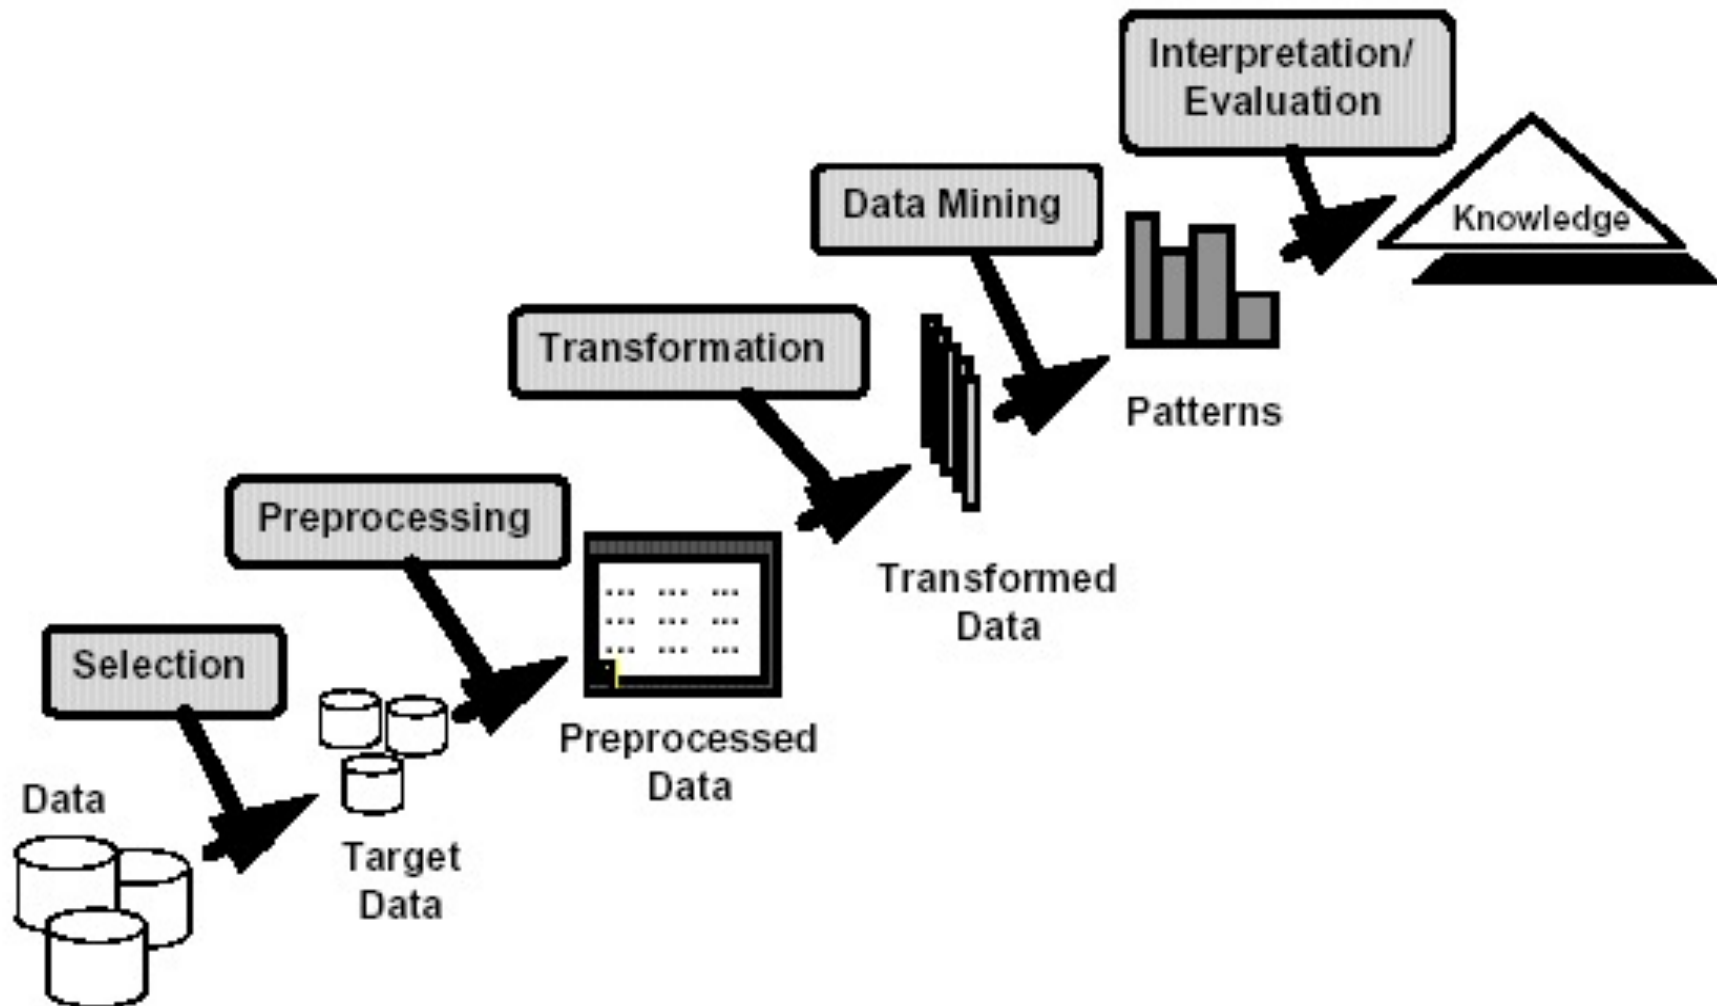 Interpretation/
Evaluation
Knowledge
Data Mining
Patterns
Transformation
Transformed
Data
Preprocessing
Preprocessed
Data
Selection
Target
Data
Data